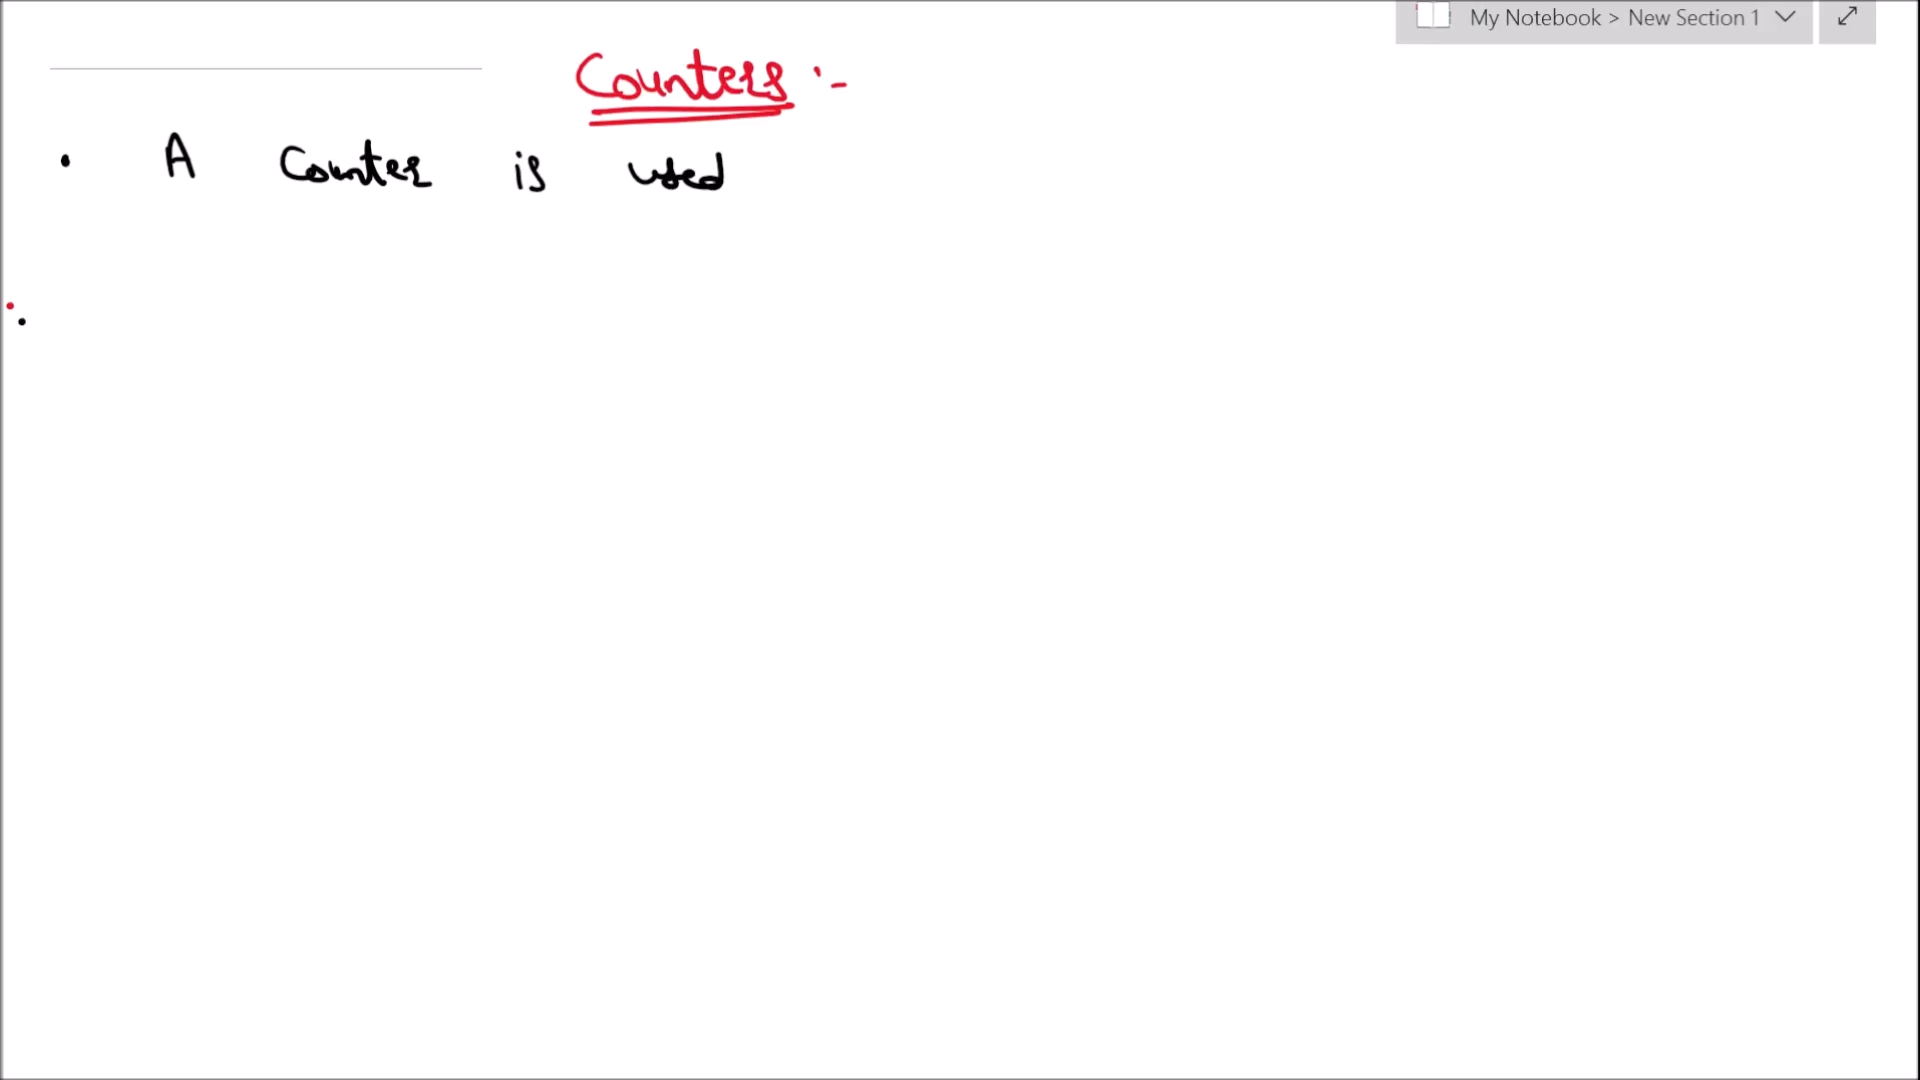 My Notebook > New Section 1
Counters :-
• A Counter is used